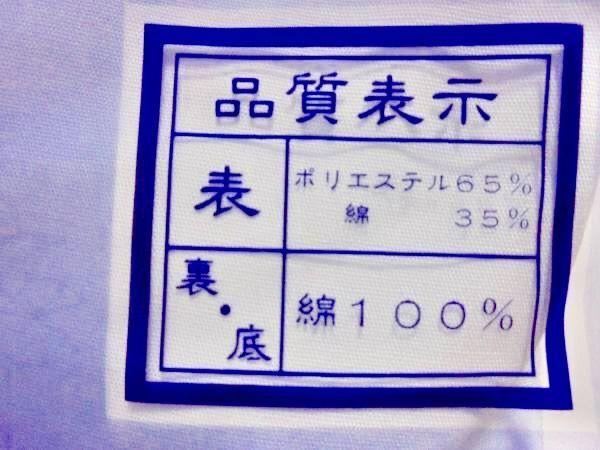 品質表示
表
ポリエステル65%
綿 35%
裏・底
綿100%